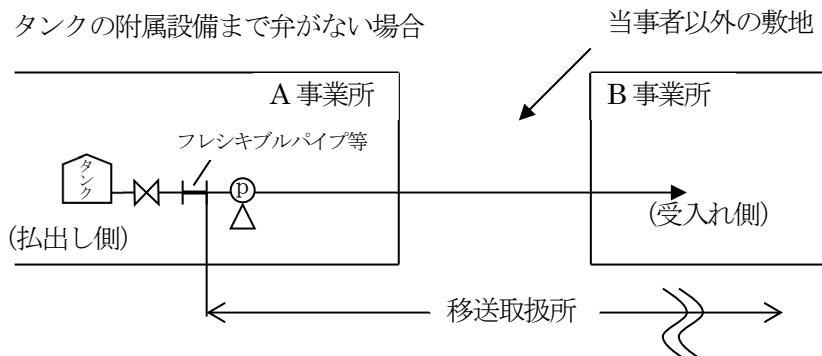 タンクの附属設備まで弁がない場合
当事者以外の敷地
A 事業所
B 事業所
フレシキブルパイプ等
タンク
p
(払出し側)
(受入れ側)
移送取扱所